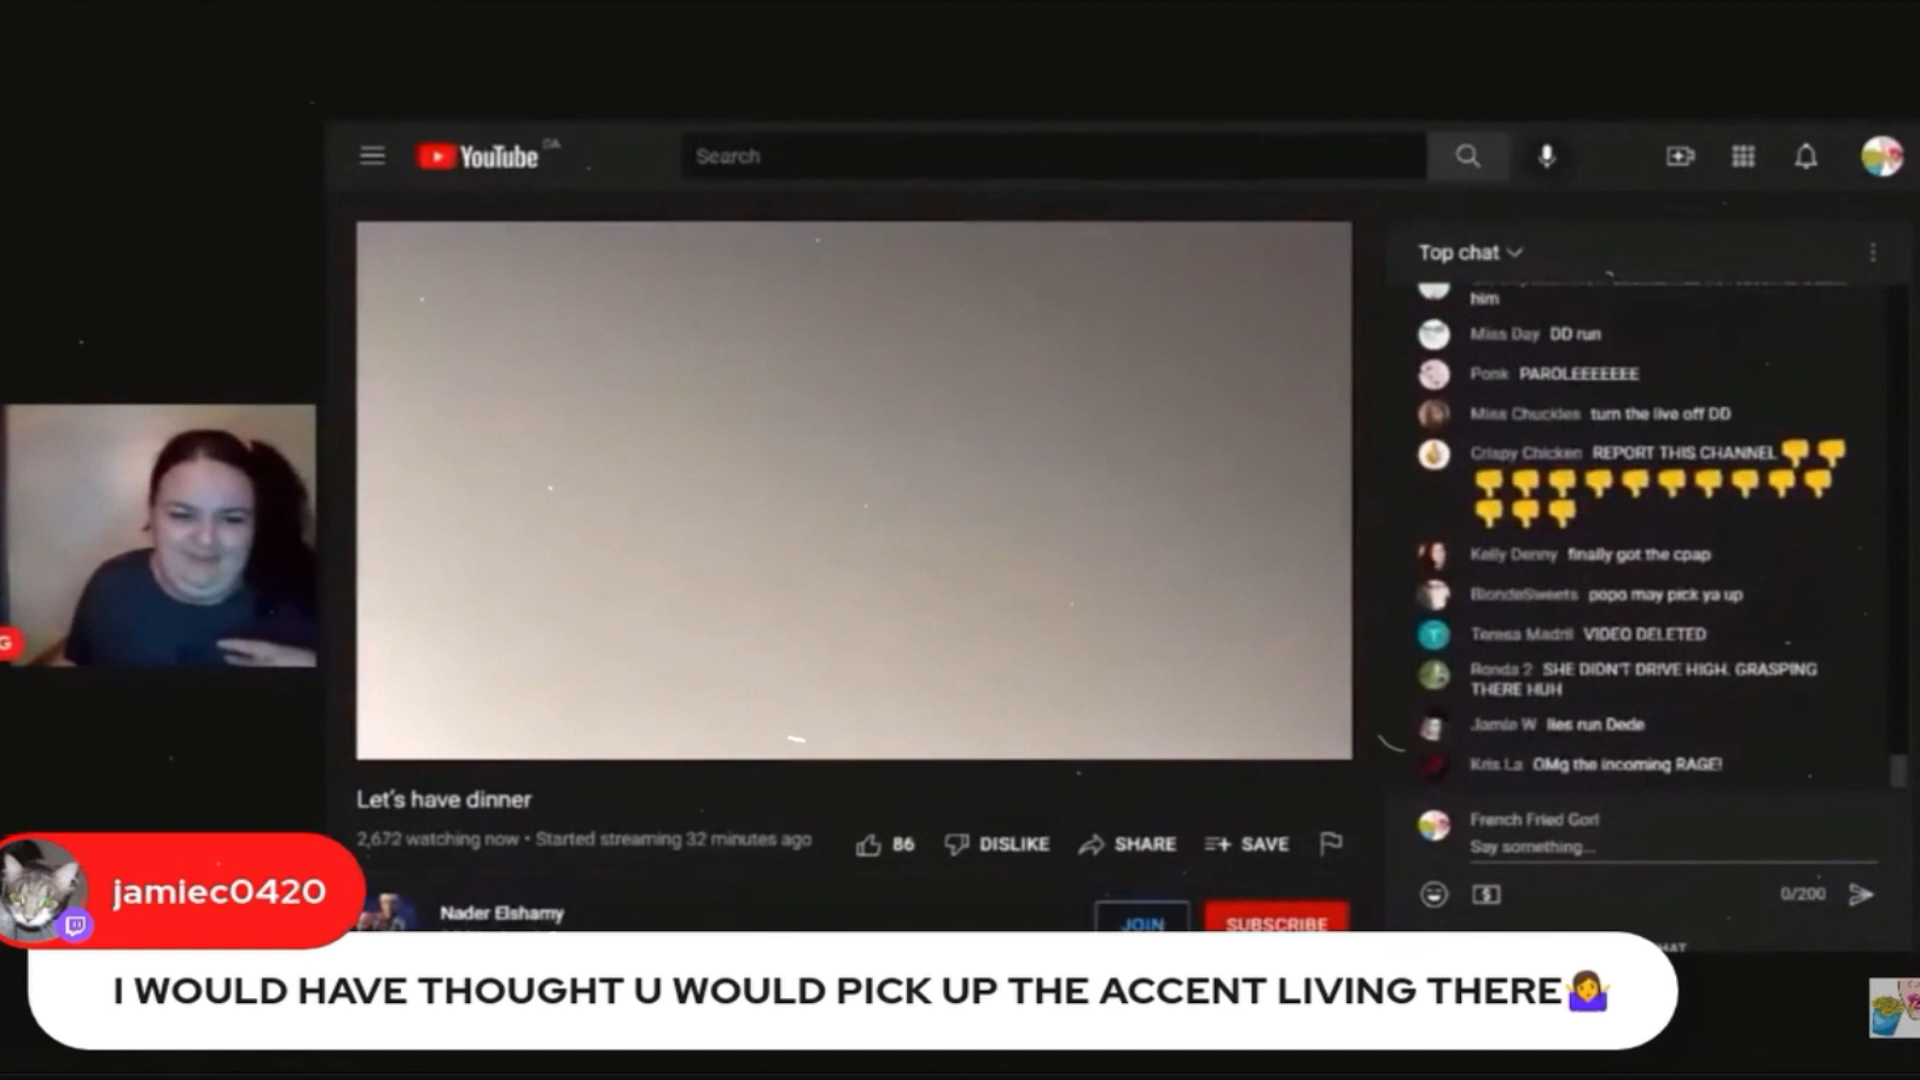 YouTube
Search
Top chat
him
Miss Day DD run
Ponk PAROLEEEEEEE
Miss Chuckles turn the live off DD
Crispy Chicken REPORT THIS CHANNEL👎👎
👎👎👎👎👎👎👎👎👎👎
👎👎👎
Kelly Denny finally got the cpap
BlondeSweets popo may pick ya up
T Teresa Madril VIDEO DELETED
Ronda 2 SHE DIDN'T DRIVE HIGH. GRASPING
THERE HUH
Jamie W lies run Dede
Kris La OMg the incoming RAGE!
G
Let's have dinner
2,672 watching now • Started streaming 32 minutes ago
86 DISLIKE SHARE SAVE
French Fried Gorl
Say something...
0/200
Nader Elshamy
JOIN SUBSCRIBE
jamiec0420
I WOULD HAVE THOUGHT U WOULD PICK UP THE ACCENT LIVING THERE🤷‍♀️